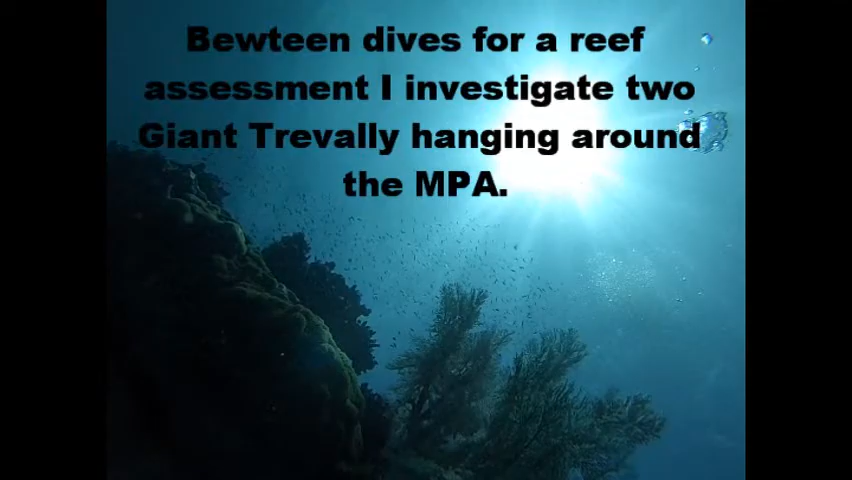 Bewteen dives for a reef
assessment I investigate two
Giant Trevally hanging around
the MPA.